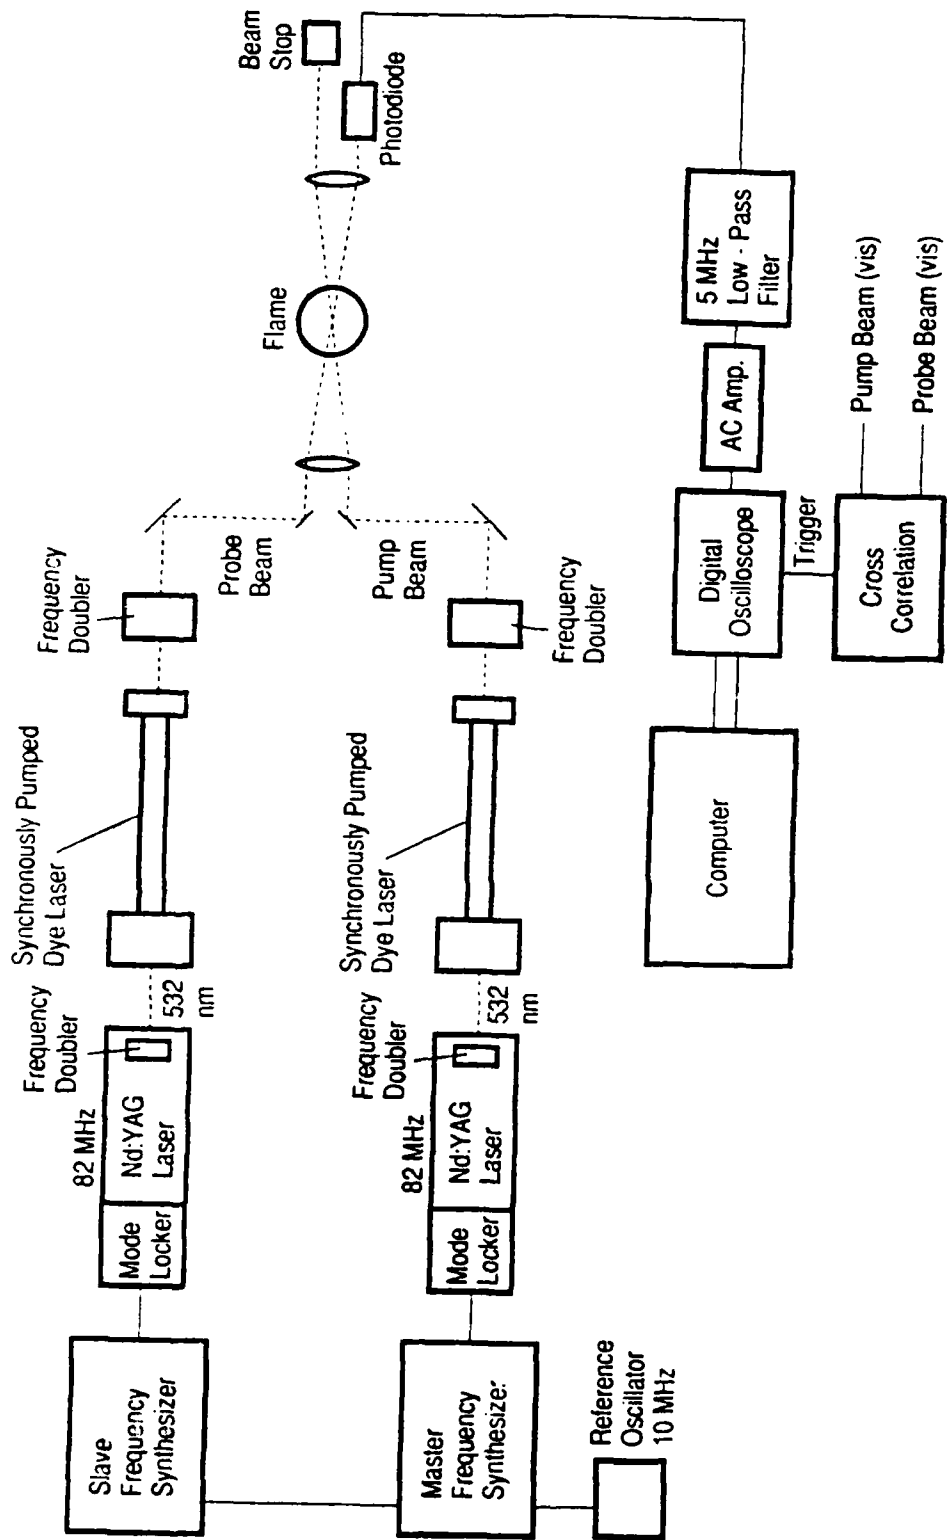 Slave
Frequency
Synthesizer
Mode
Locker
82 MHz
Nd:YAG
Laser
Frequency
Doubler
532
nm
Synchronously Pumped
Dye Laser
Frequency
Doubler
Probe
Beam
Flame
Beam
Stop
Photodiode
Master
Frequency
Synthesizer
Mode
Locker
82 MHz
Nd:YAG
Laser
Frequency
Doubler
532
nm
Synchronously Pumped
Dye Laser
Frequency
Doubler
Pump
Beam
Reference
Oscillator
10 MHz
Computer
Digital
Oscilloscope
AC Amp.
5 MHz
Low - Pass
Filter
Trigger
Cross
Correlation
Pump Beam (vis)
Probe Beam (vis)